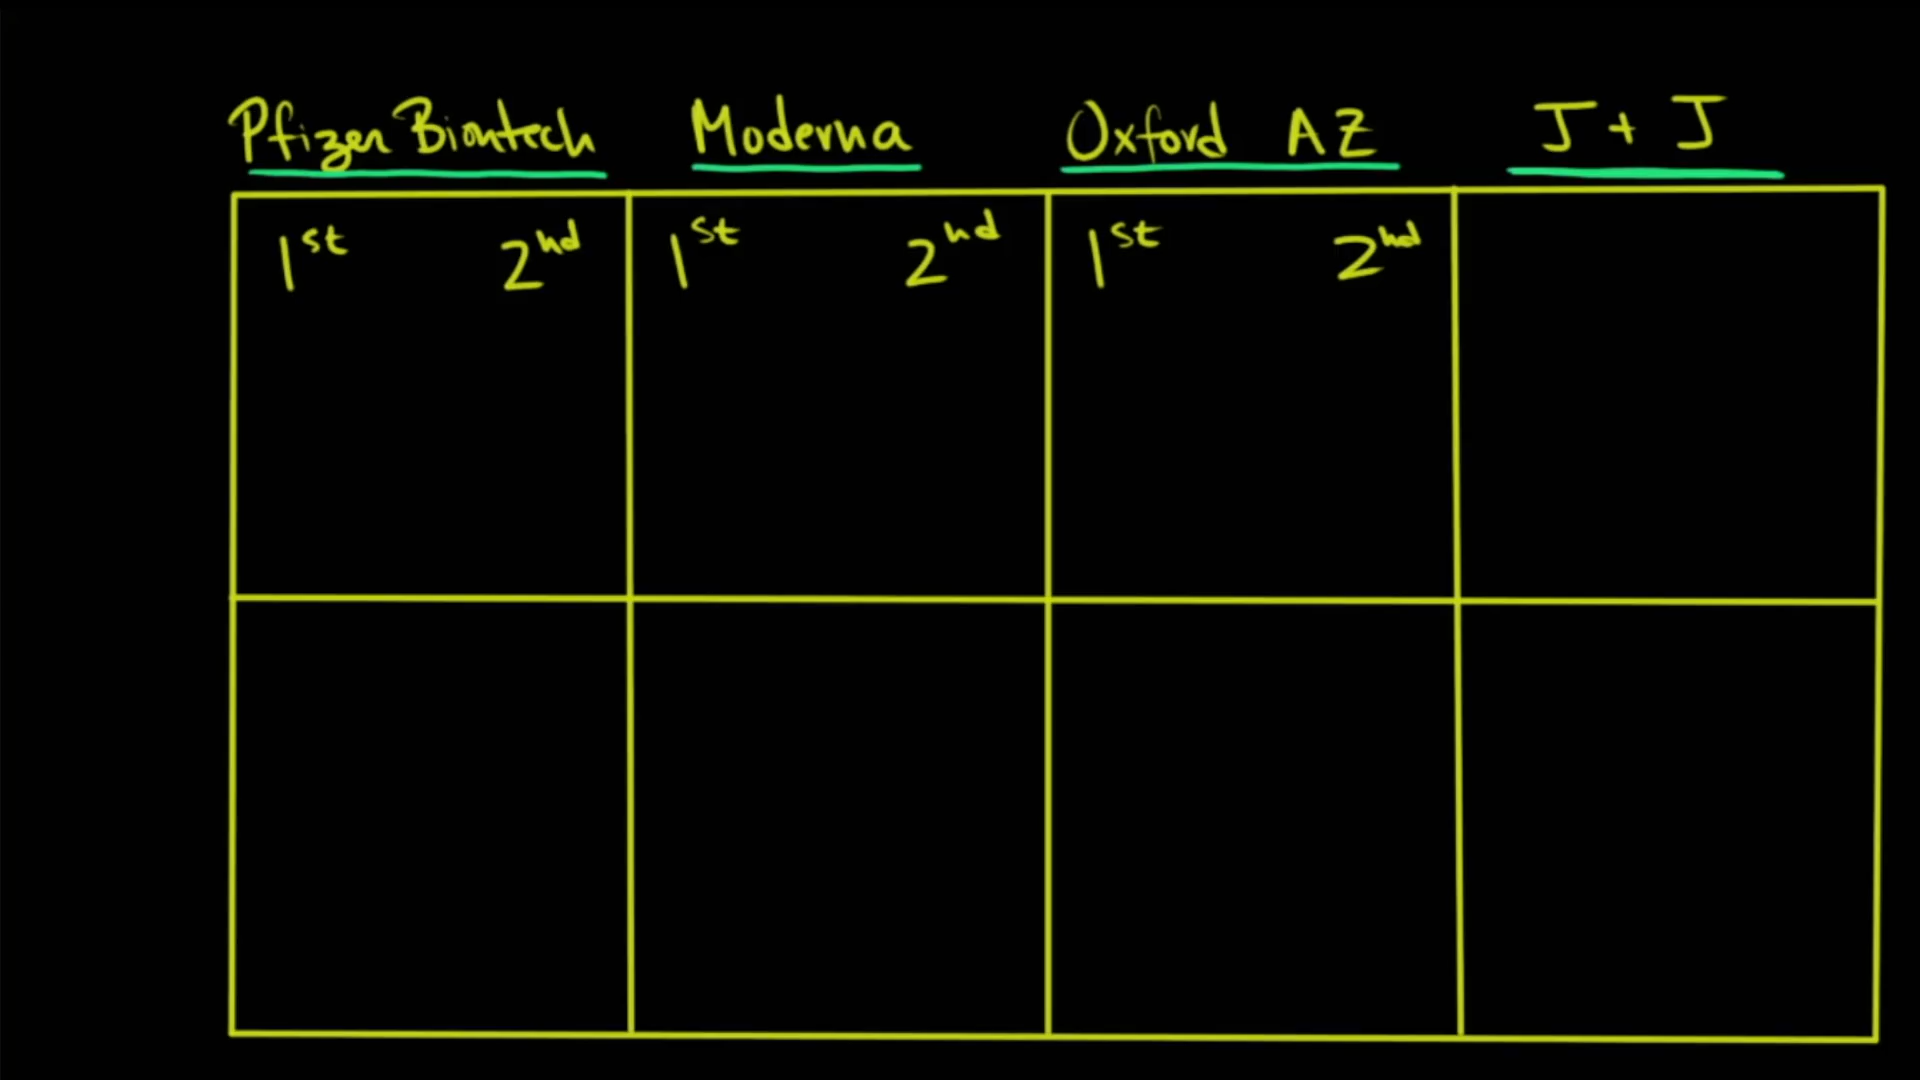 Pfizer Biontech Moderna Oxford AZ J + J
1st 2nd 1st 2nd 1st 2nd